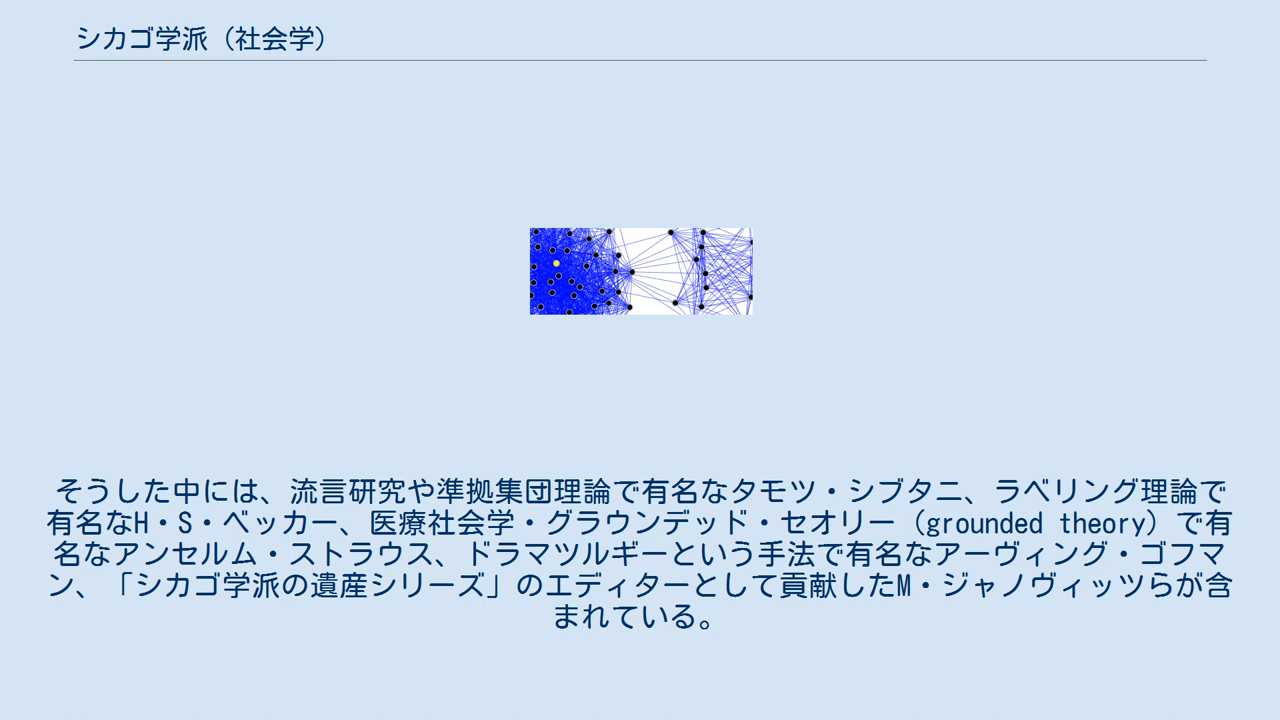 シカゴ学派（社会学）
そうした中には、流言研究や準拠集団理論で有名なタモツ・シブタニ、ラベリング理論で
有名なH・S・ベッカー、医療社会学・グラウンデッド・セオリー（grounded theory）で有
名なアンセルム・ストラウス、ドラマツルギーという手法で有名なアーヴィング・ゴフマ
ン、「シカゴ学派の遺産シリーズ」のエディターとして貢献したM・ジャノヴィッツらが含
まれている。